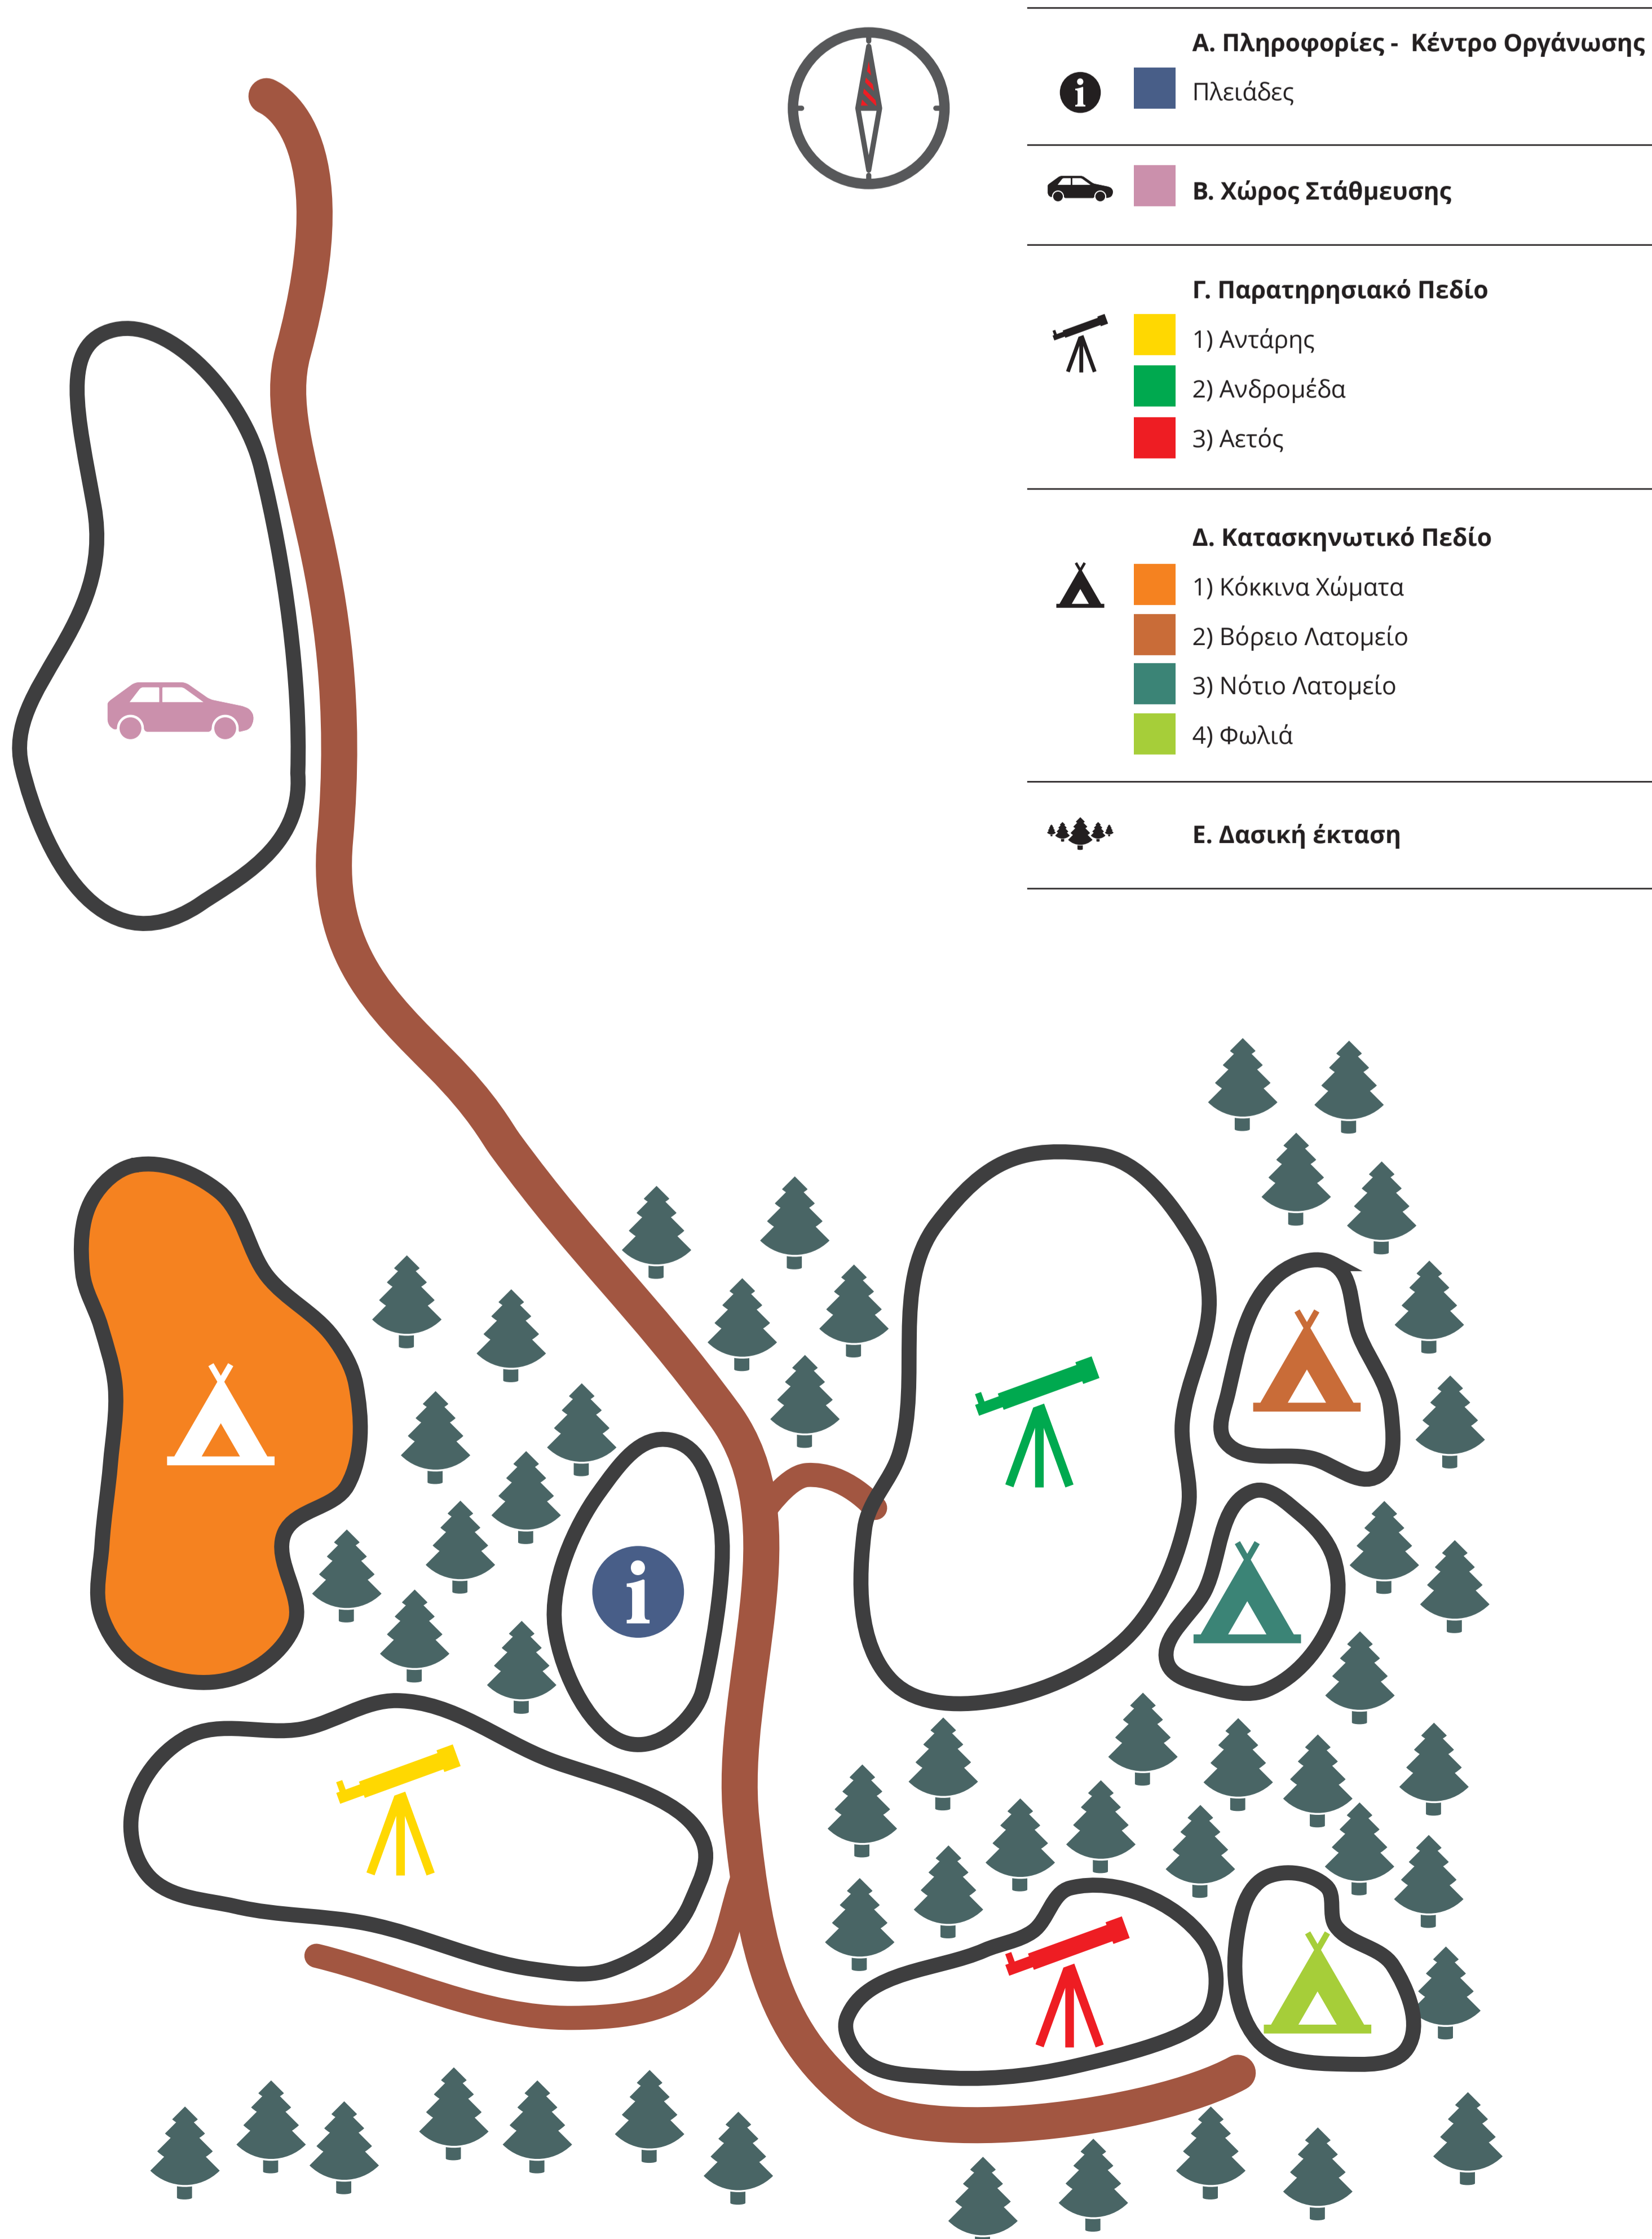 Α. Πληροφορίες - Κέντρο Οργάνωσης
Πλειάδες
Β. Χώρος Στάθμευσης
Γ. Παρατηρησιακό Πεδίο
1) Αντάρης
2) Ανδρομέδα
3) Αετός
Δ. Κατασκηνωτικό Πεδίο
1) Κόκκινα Χώματα
2) Βόρειο Λατομείο
3) Νότιο Λατομείο
4) Φωλιά
Ε. Δασική έκταση